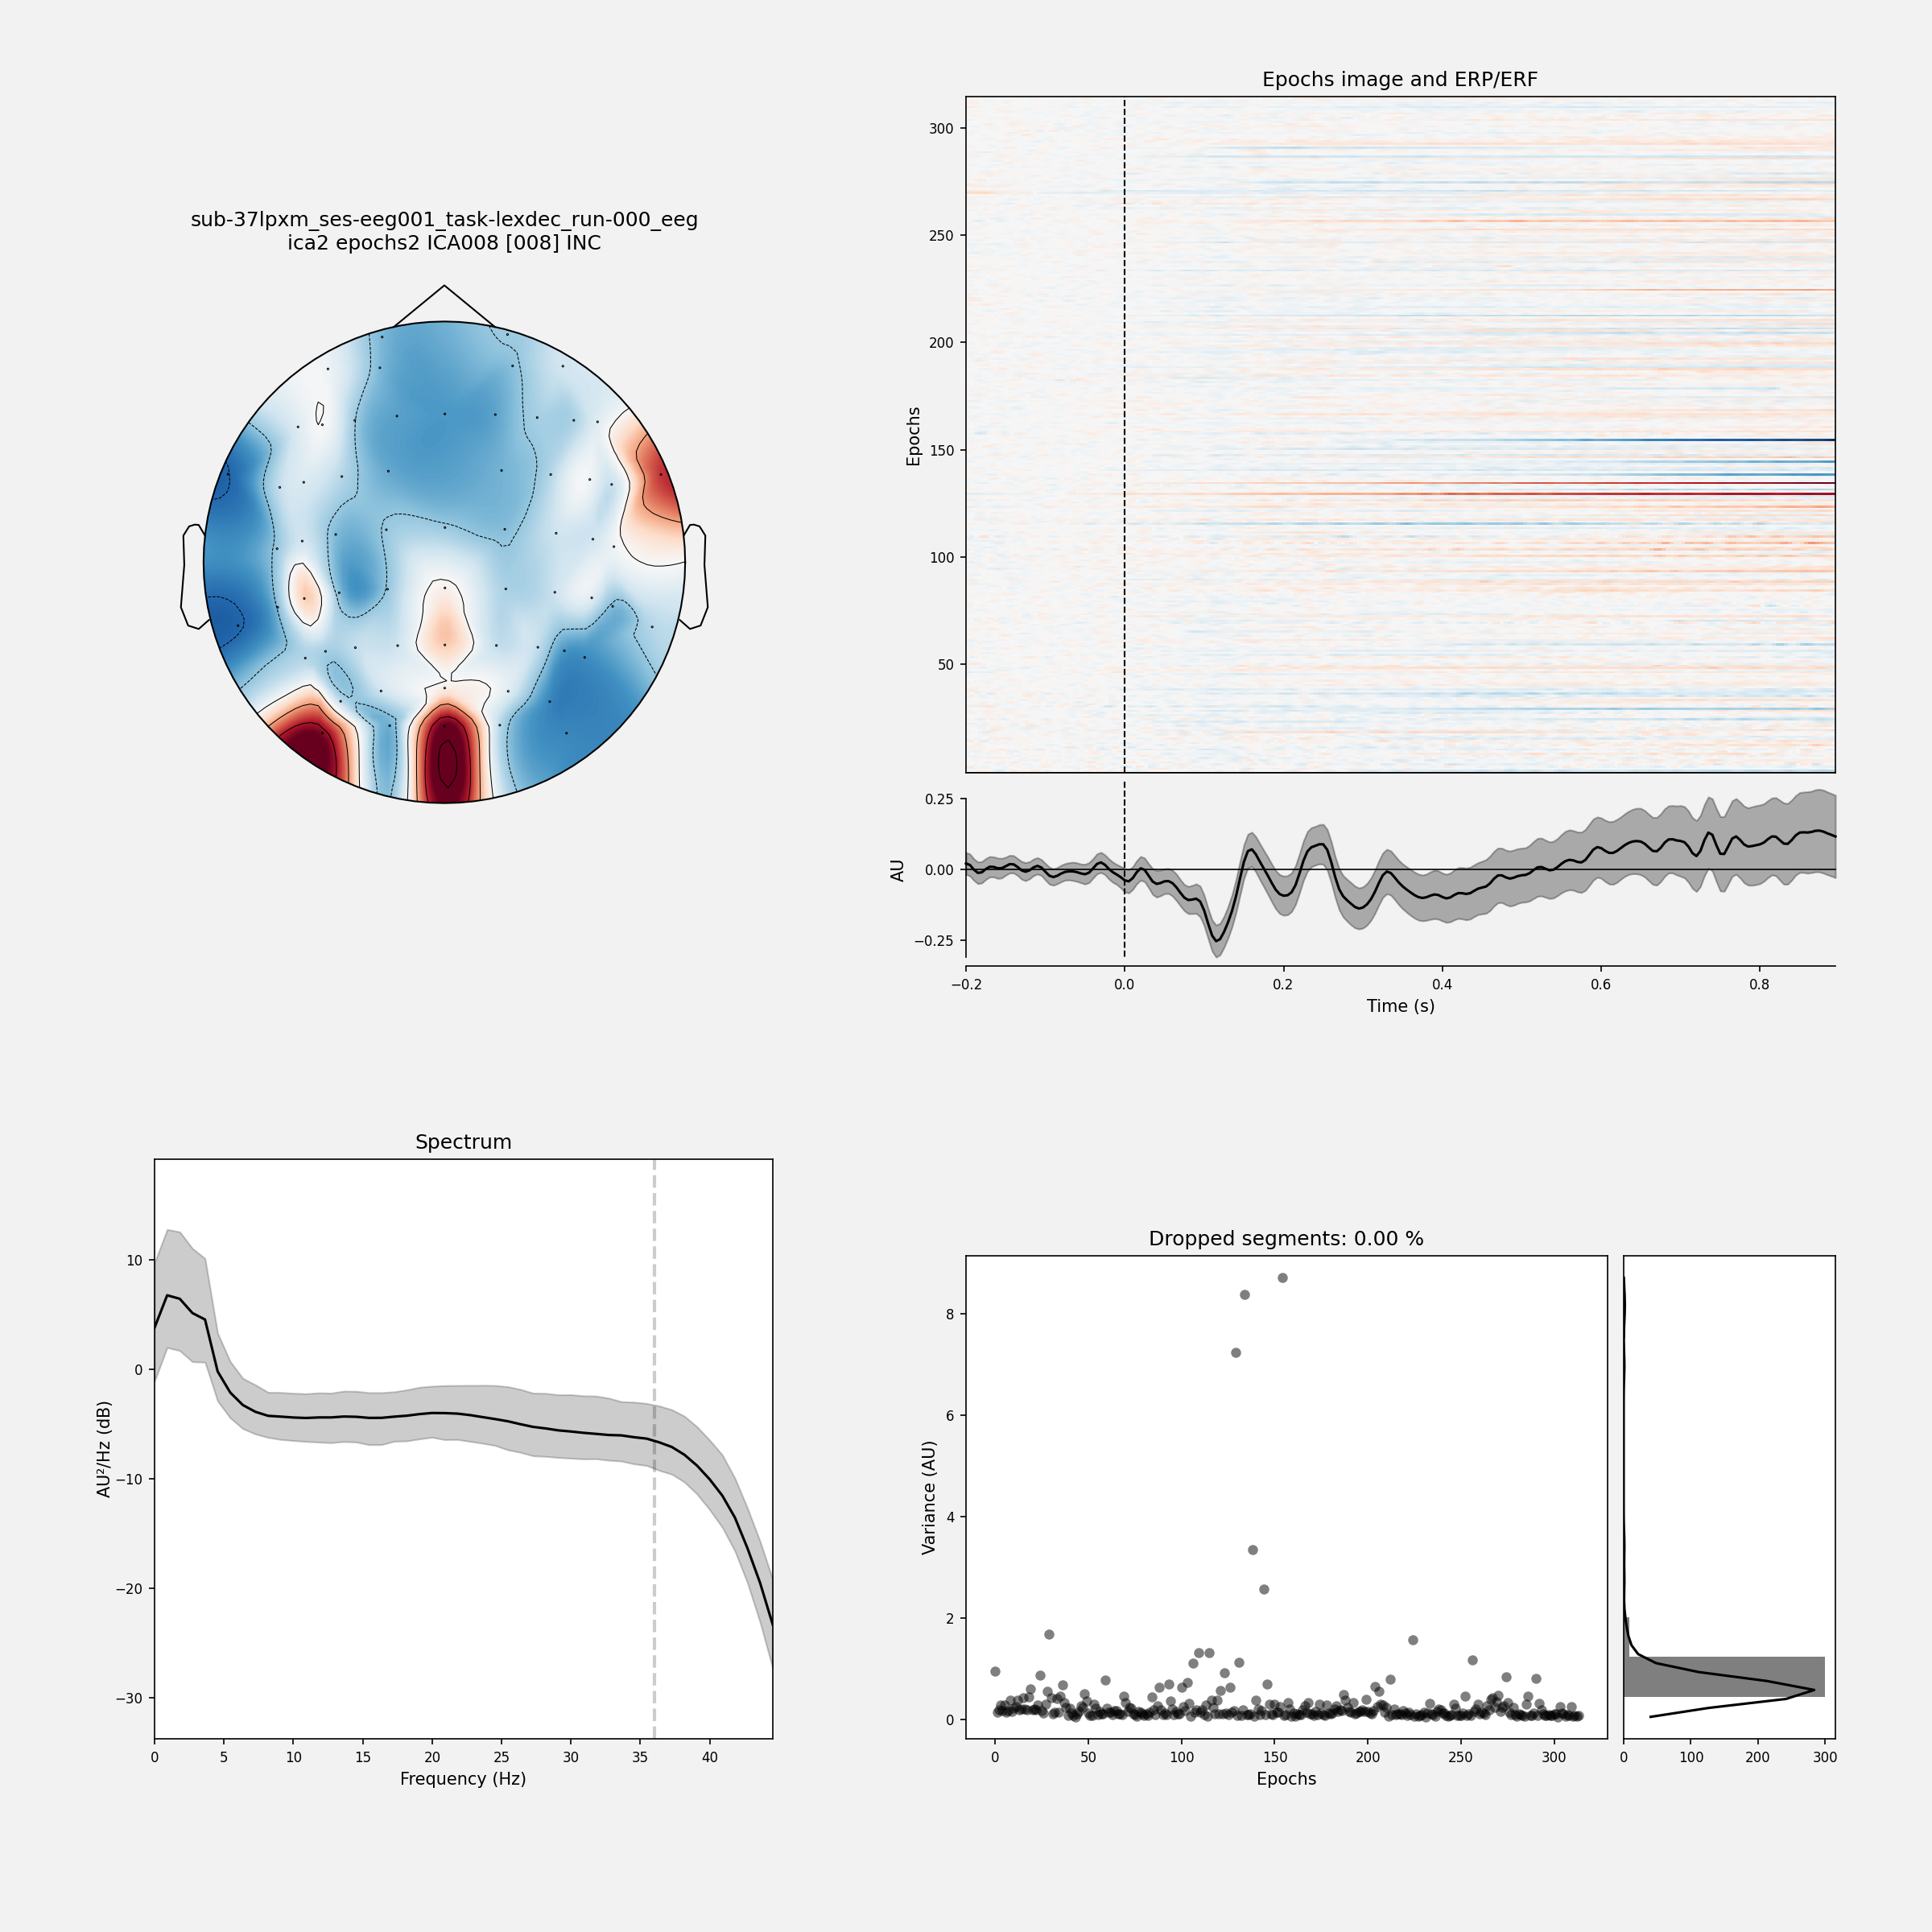 sub-37lpxm_ses-eeg001_task-lexdec_run-000_eeg
ica2 epochs2 ICA008 [008] INC
Epochs image and ERP/ERF
300
250
200
150
100
50
Epochs
0.25
0.00
−0.25
AU
−0.2 0.0 0.2 0.4 0.6 0.8
Time (s)
Spectrum
10
0
−10
−20
−30
AU²/Hz (dB)
0 5 10 15 20 25 30 35 40
Frequency (Hz)
Dropped segments: 0.00 %
8
6
4
2
0
Variance (AU)
0 50 100 150 200 250 300
Epochs
0 100 200 300